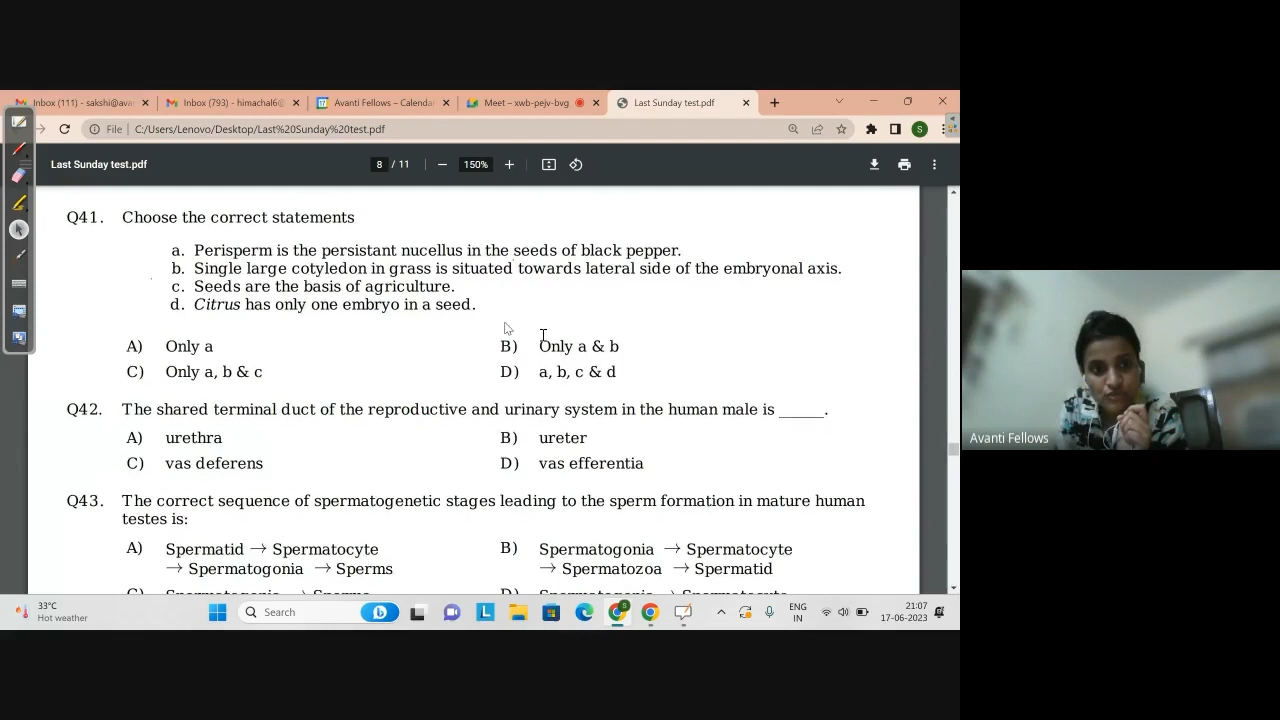 Inbox (111) – sakshi@ava
Inbox (793) – himachal6@
Avanti Fellows – Calenda
Meet – xwb-pejv-bvg
Last Sunday test.pdf
File | C:/Users/Lenovo/Desktop/Last%20Sunday%20test.pdf
S
Last Sunday test.pdf
8 / 11
150%
Q41. Choose the correct statements
a. Perisperm is the persistant nucellus in the seeds of black pepper.
b. Single large cotyledon in grass is situated towards lateral side of the embryonal axis.
c. Seeds are the basis of agriculture.
d. Citrus has only one embryo in a seed.
A) Only a
B) Only a & b
C) Only a, b & c
D) a, b, c & d
Q42. The shared terminal duct of the reproductive and urinary system in the human male is ______.
A) urethra
B) ureter
C) vas deferens
D) vas efferentia
Q43. The correct sequence of spermatogenetic stages leading to the sperm formation in mature human
testes is:
A) Spermatid → Spermatocyte
→ Spermatogonia → Sperms
B) Spermatogonia → Spermatocyte
→ Spermatozoa → Spermatid
Avanti Fellows
33°C
Hot weather
Search
ENG
IN
21:07
17-06-2023